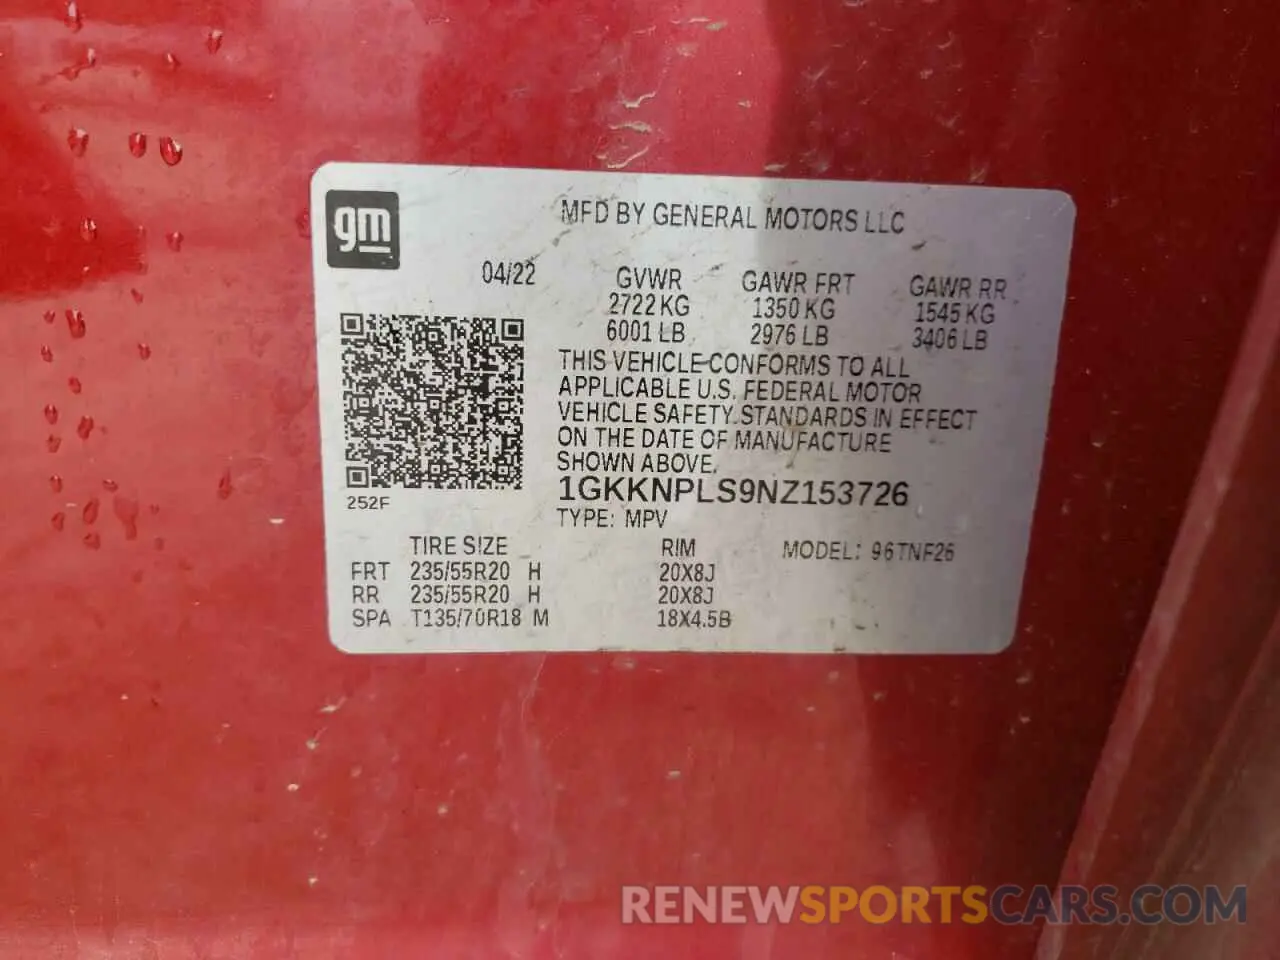 gm
MFD BY GENERAL MOTORS LLC
04/22 GVWR GAWR FRT GAWR RR
2722 KG 1350 KG 1545 KG
6001 LB 2976 LB 3406 LB
THIS VEHICLE CONFORMS TO ALL
APPLICABLE U.S. FEDERAL MOTOR
VEHICLE SAFETY STANDARDS IN EFFECT
ON THE DATE OF MANUFACTURE
SHOWN ABOVE.
1GKKNPLS9NZ153726
252F
TYPE: MPV
TIRE SIZE RIM MODEL: 96TNF26
FRT 235/55R20 H 20X8J
RR 235/55R20 H 20X8J
SPA T135/70R18 M 18X4.5B
RENEWSPORTSCARS.COM